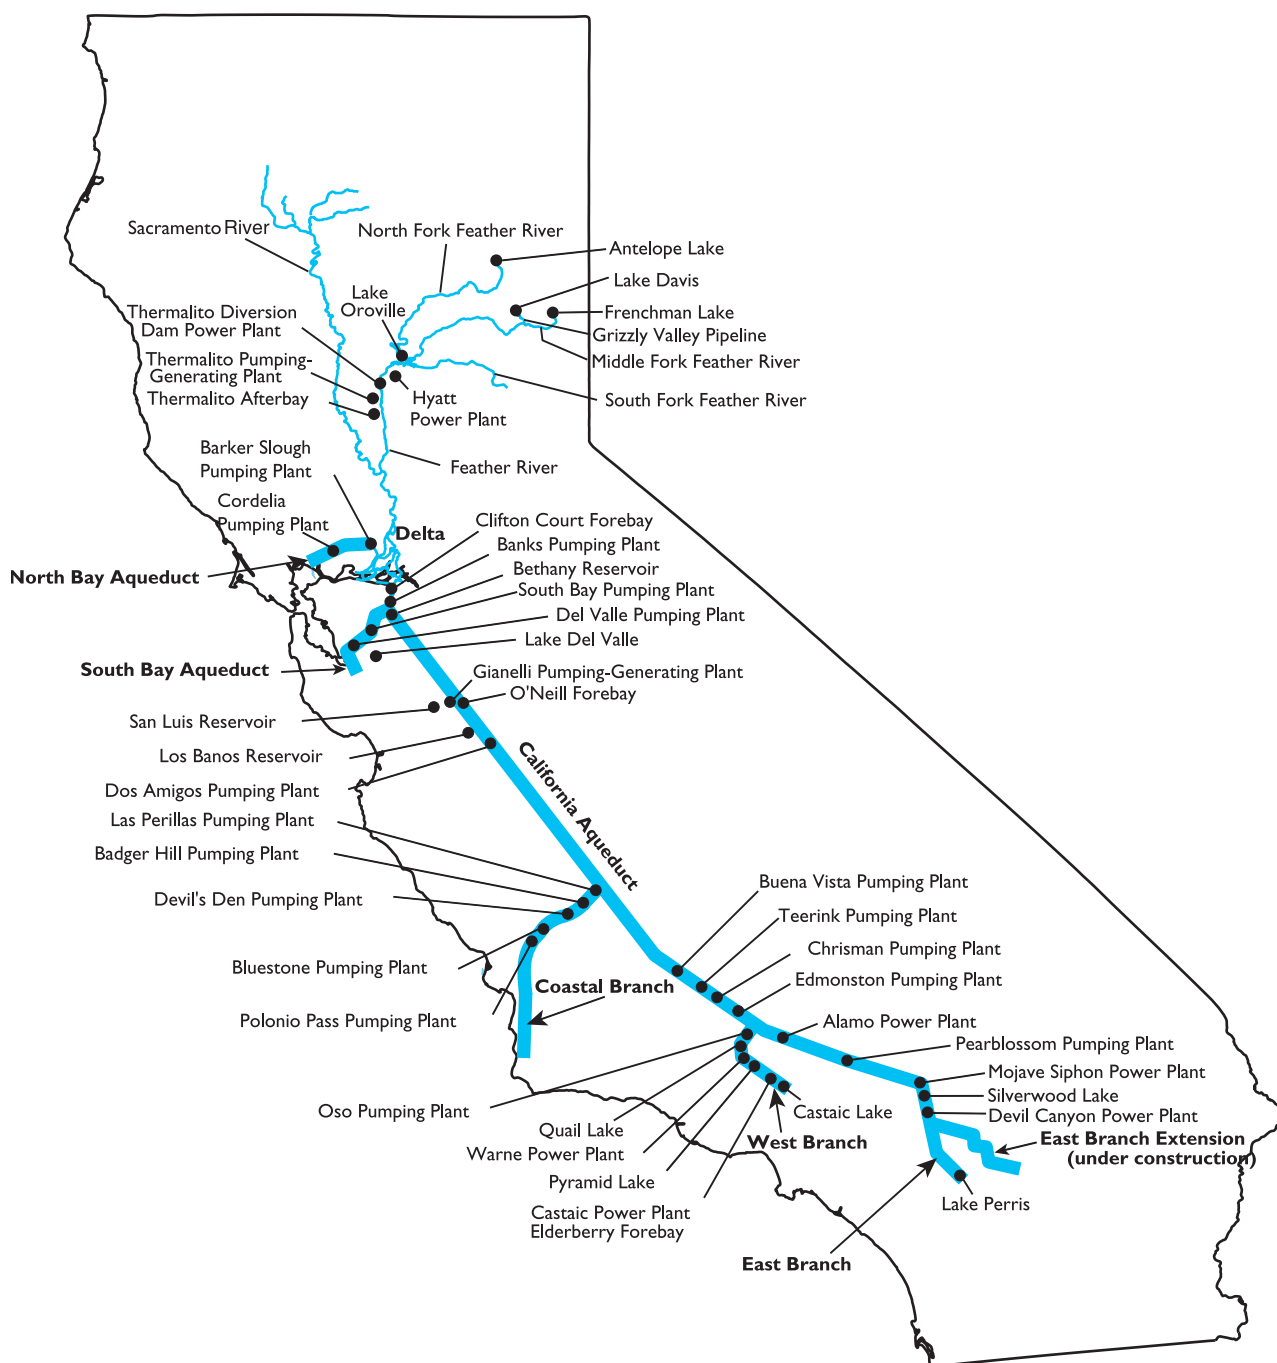 Sacramento River
North Fork Feather River
Antelope Lake
Lake Davis
Lake
Oroville
Frenchman Lake
Thermalito Diversion
Dam Power Plant
Grizzly Valley Pipeline
Middle Fork Feather River
Thermalito Pumping-
Generating Plant
Thermalito Afterbay
Hyatt
Power Plant
South Fork Feather River
Barker Slough
Pumping Plant
Feather River
Cordelia
Pumping Plant
Delta
Clifton Court Forebay
Banks Pumping Plant
Bethany Reservoir
North Bay Aqueduct
South Bay Pumping Plant
Del Valle Pumping Plant
Lake Del Valle
South Bay Aqueduct
Gianelli Pumping-Generating Plant
O'Neill Forebay
San Luis Reservoir
Los Banos Reservoir
Dos Amigos Pumping Plant
California Aqueduct
Las Perillas Pumping Plant
Badger Hill Pumping Plant
Devil's Den Pumping Plant
Buena Vista Pumping Plant
Teerink Pumping Plant
Chrisman Pumping Plant
Bluestone Pumping Plant
Edmonston Pumping Plant
Coastal Branch
Polonio Pass Pumping Plant
Alamo Power Plant
Pearblossom Pumping Plant
Mojave Siphon Power Plant
Silverwood Lake
Devil Canyon Power Plant
Oso Pumping Plant
Castaic Lake
Quail Lake
West Branch
Warne Power Plant
East Branch Extension
(under construction)
Pyramid Lake
Lake Perris
Castaic Power Plant
Elderberry Forebay
East Branch